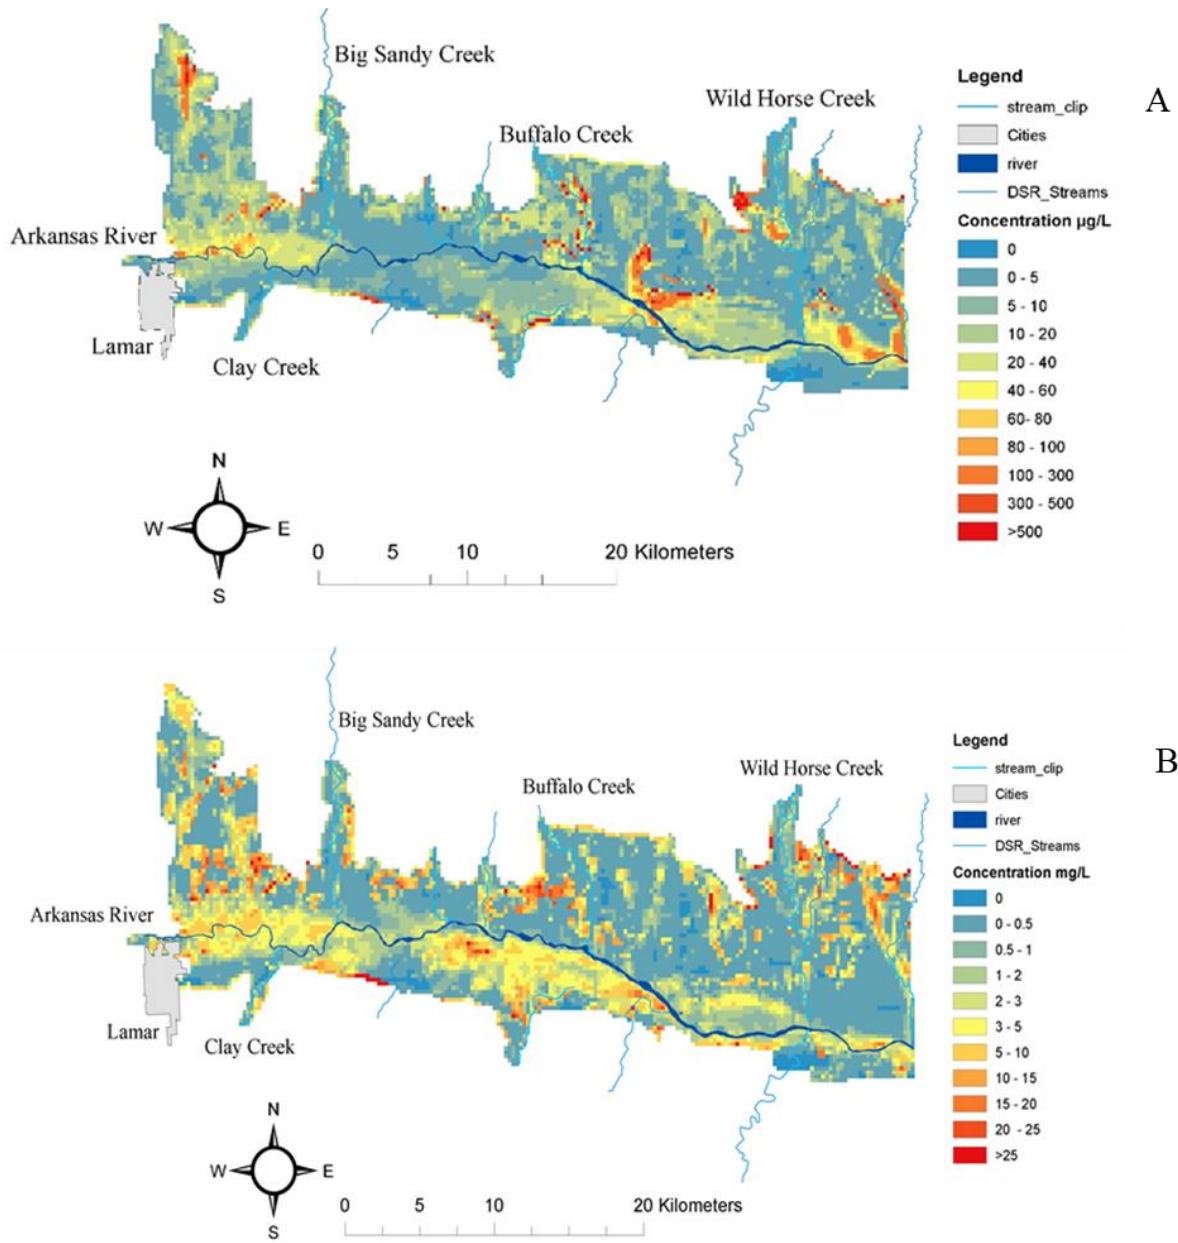 Big Sandy Creek
Wild Horse Creek
Buffalo Creek
Arkansas River
Lamar
Clay Creek
A
Legend
stream_clip
Cities
river
DSR_Streams
Concentration µg/L
0
0 - 5
5 - 10
10 - 20
20 - 40
40 - 60
60- 80
80 - 100
100 - 300
300 - 500
>500
N
W E
S
0 5 10 20 Kilometers
Big Sandy Creek
Wild Horse Creek
Buffalo Creek
Arkansas River
Lamar
Clay Creek
B
Legend
stream_clip
Cities
river
DSR_Streams
Concentration mg/L
0
0 - 0.5
0.5 - 1
1 - 2
2 - 3
3 - 5
5 - 10
10 - 15
15 - 20
20 - 25
>25
N
W E
S
0 5 10 20 Kilometers